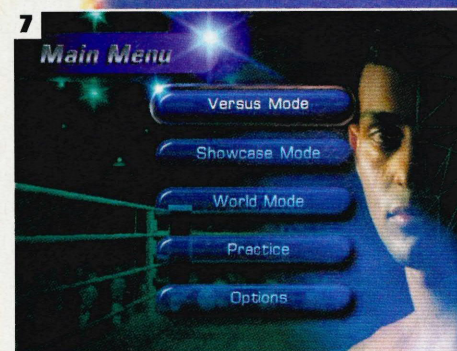 7
Main Menu
Versus Mode
Showcase Mode
World Mode
Practice
Options